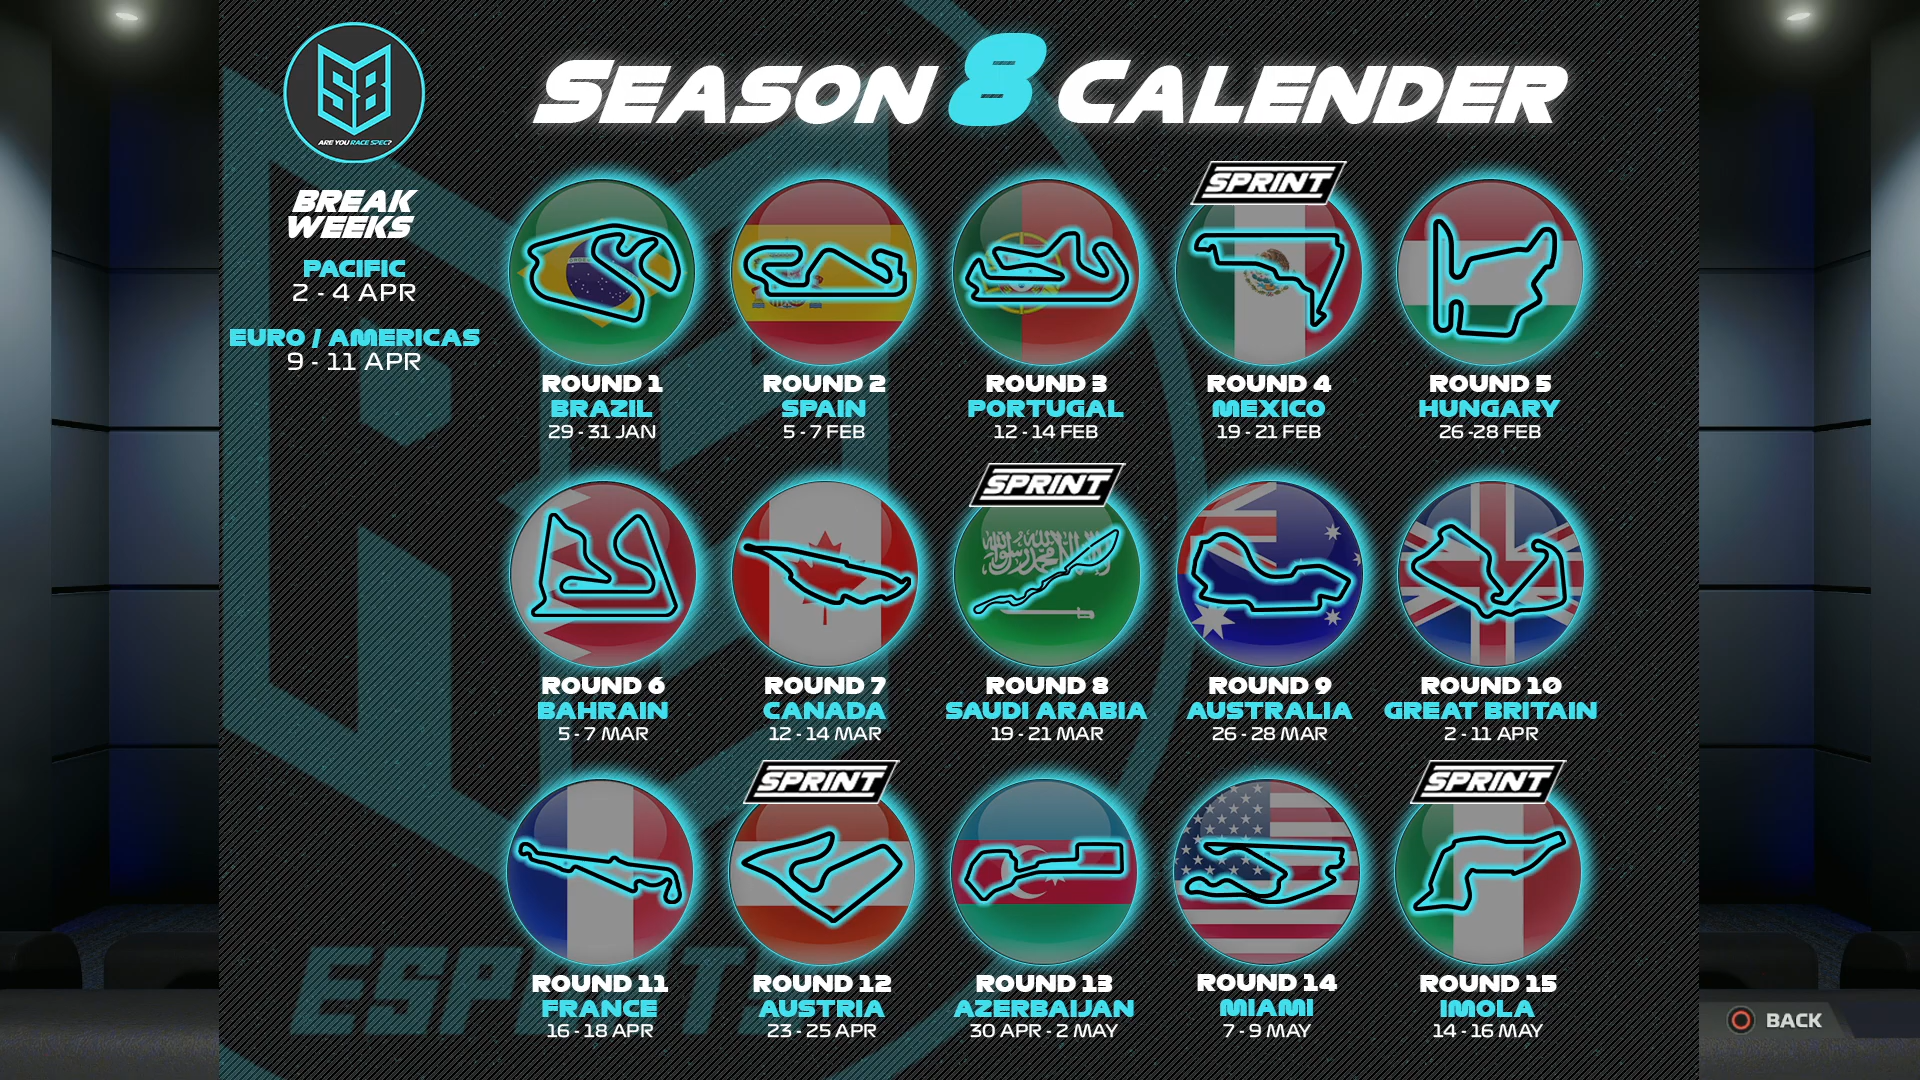 SB
ARE YOU RACE SPEC?
SEASON 8 CALENDER
BREAK
WEEKS
PACIFIC
2 - 4 APR
EURO / AMERICAS
9 - 11 APR
SPRINT
ROUND 1
BRAZIL
29 - 31 JAN
ROUND 2
SPAIN
5 - 7 FEB
ROUND 3
PORTUGAL
12 - 14 FEB
ROUND 4
MEXICO
19 - 21 FEB
ROUND 5
HUNGARY
26 -28 FEB
SPRINT
ROUND 6
BAHRAIN
5 - 7 MAR
ROUND 7
CANADA
12 - 14 MAR
ROUND 8
SAUDI ARABIA
19 - 21 MAR
ROUND 9
AUSTRALIA
26 - 28 MAR
ROUND 10
GREAT BRITAIN
2 - 11 APR
SPRINT
SPRINT
ROUND 11
FRANCE
16 - 18 APR
ROUND 12
AUSTRIA
23 - 25 APR
ROUND 13
AZERBAIJAN
30 APR - 2 MAY
ROUND 14
MIAMI
7 - 9 MAY
ROUND 15
IMOLA
14 - 16 MAY
BACK